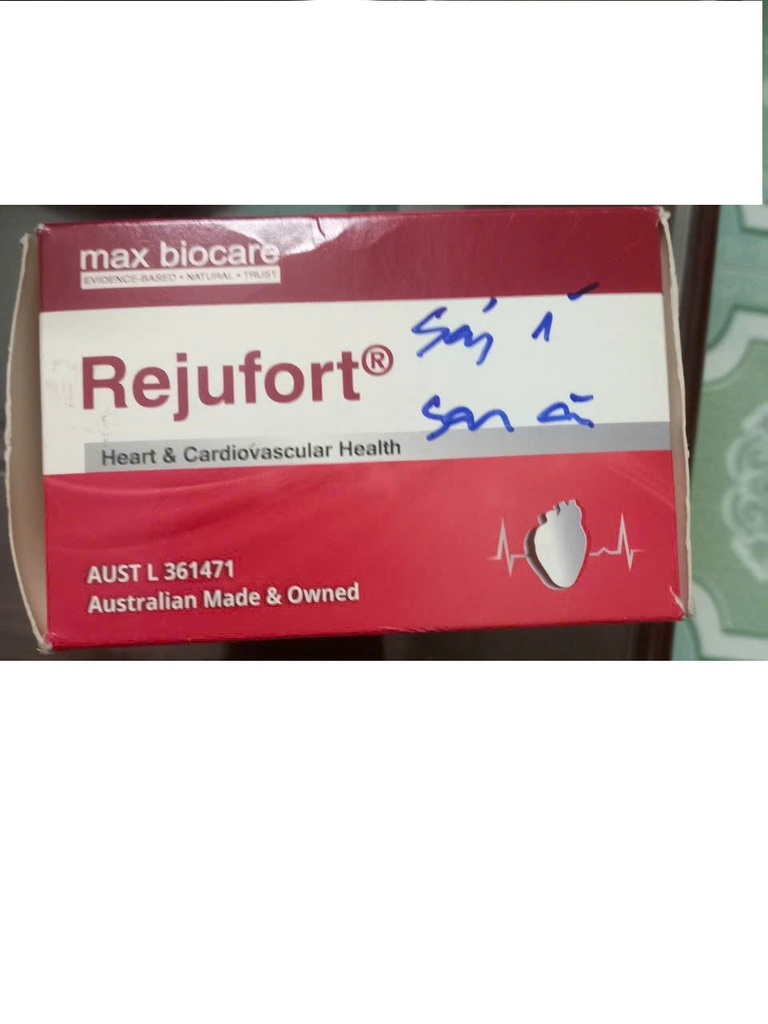 max biocare
EVIDENCE-BASED • NATURAL • TRUST
Rejufort®
Sáng 1
sau ăn
Heart & Cardiovascular Health
AUST L 361471
Australian Made & Owned